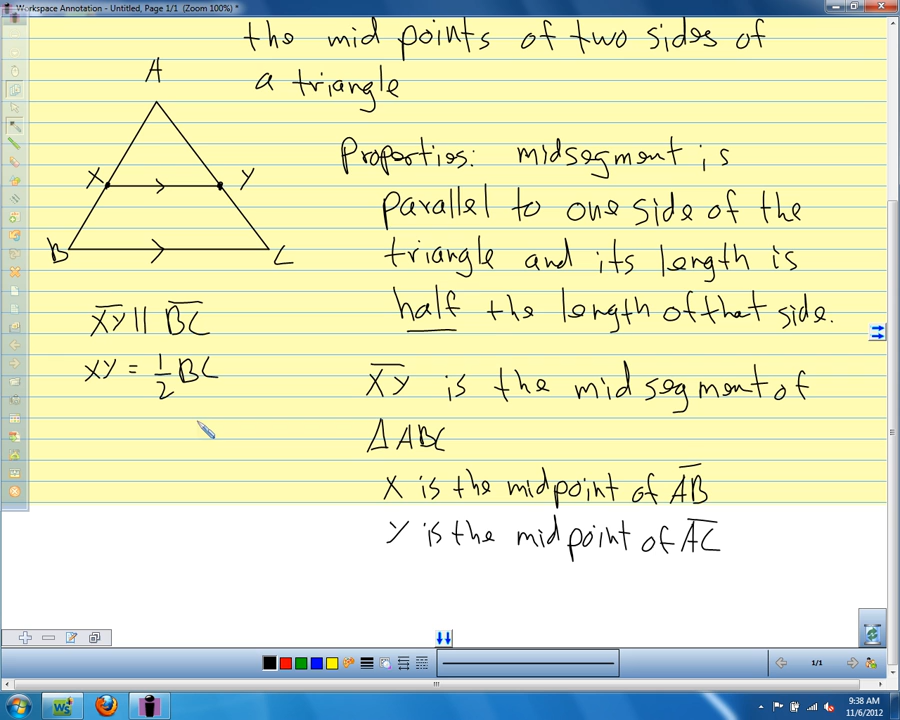 Workspace Annotation - Untitled, Page 1/1 (Zoom 100%) *
the mid points of two sides of
a triangle
A
X
Y
B
C
Properties: midsegment is
parallel to one side of the
triangle and its length is
half the length of that side.
XY || BC
XY = 1/2 BC
XY is the midsegment of
△ABC
X is the midpoint of AB
Y is the midpoint of AC
1/1
9:38 AM
11/6/2012